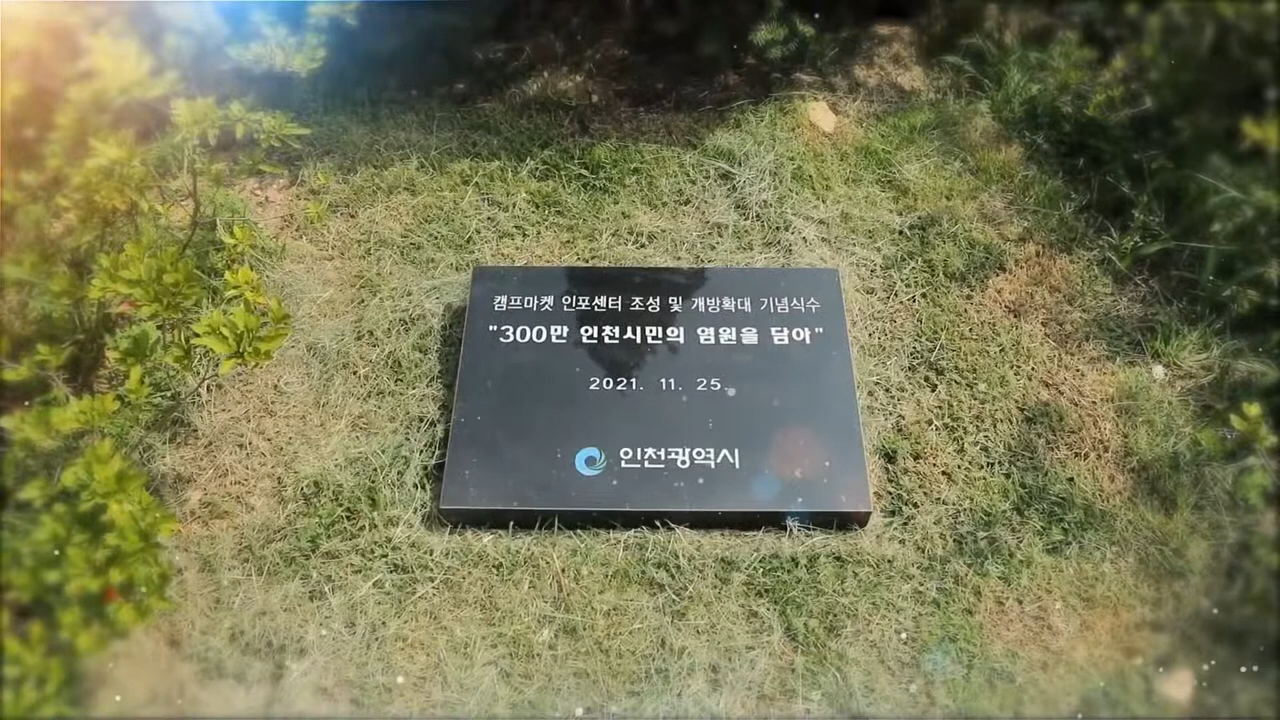 캠프마켓 인포센터 조성 및 개방확대 기념식수
"300만 인천시민의 염원을 담아"
2021. 11. 25.
인천광역시